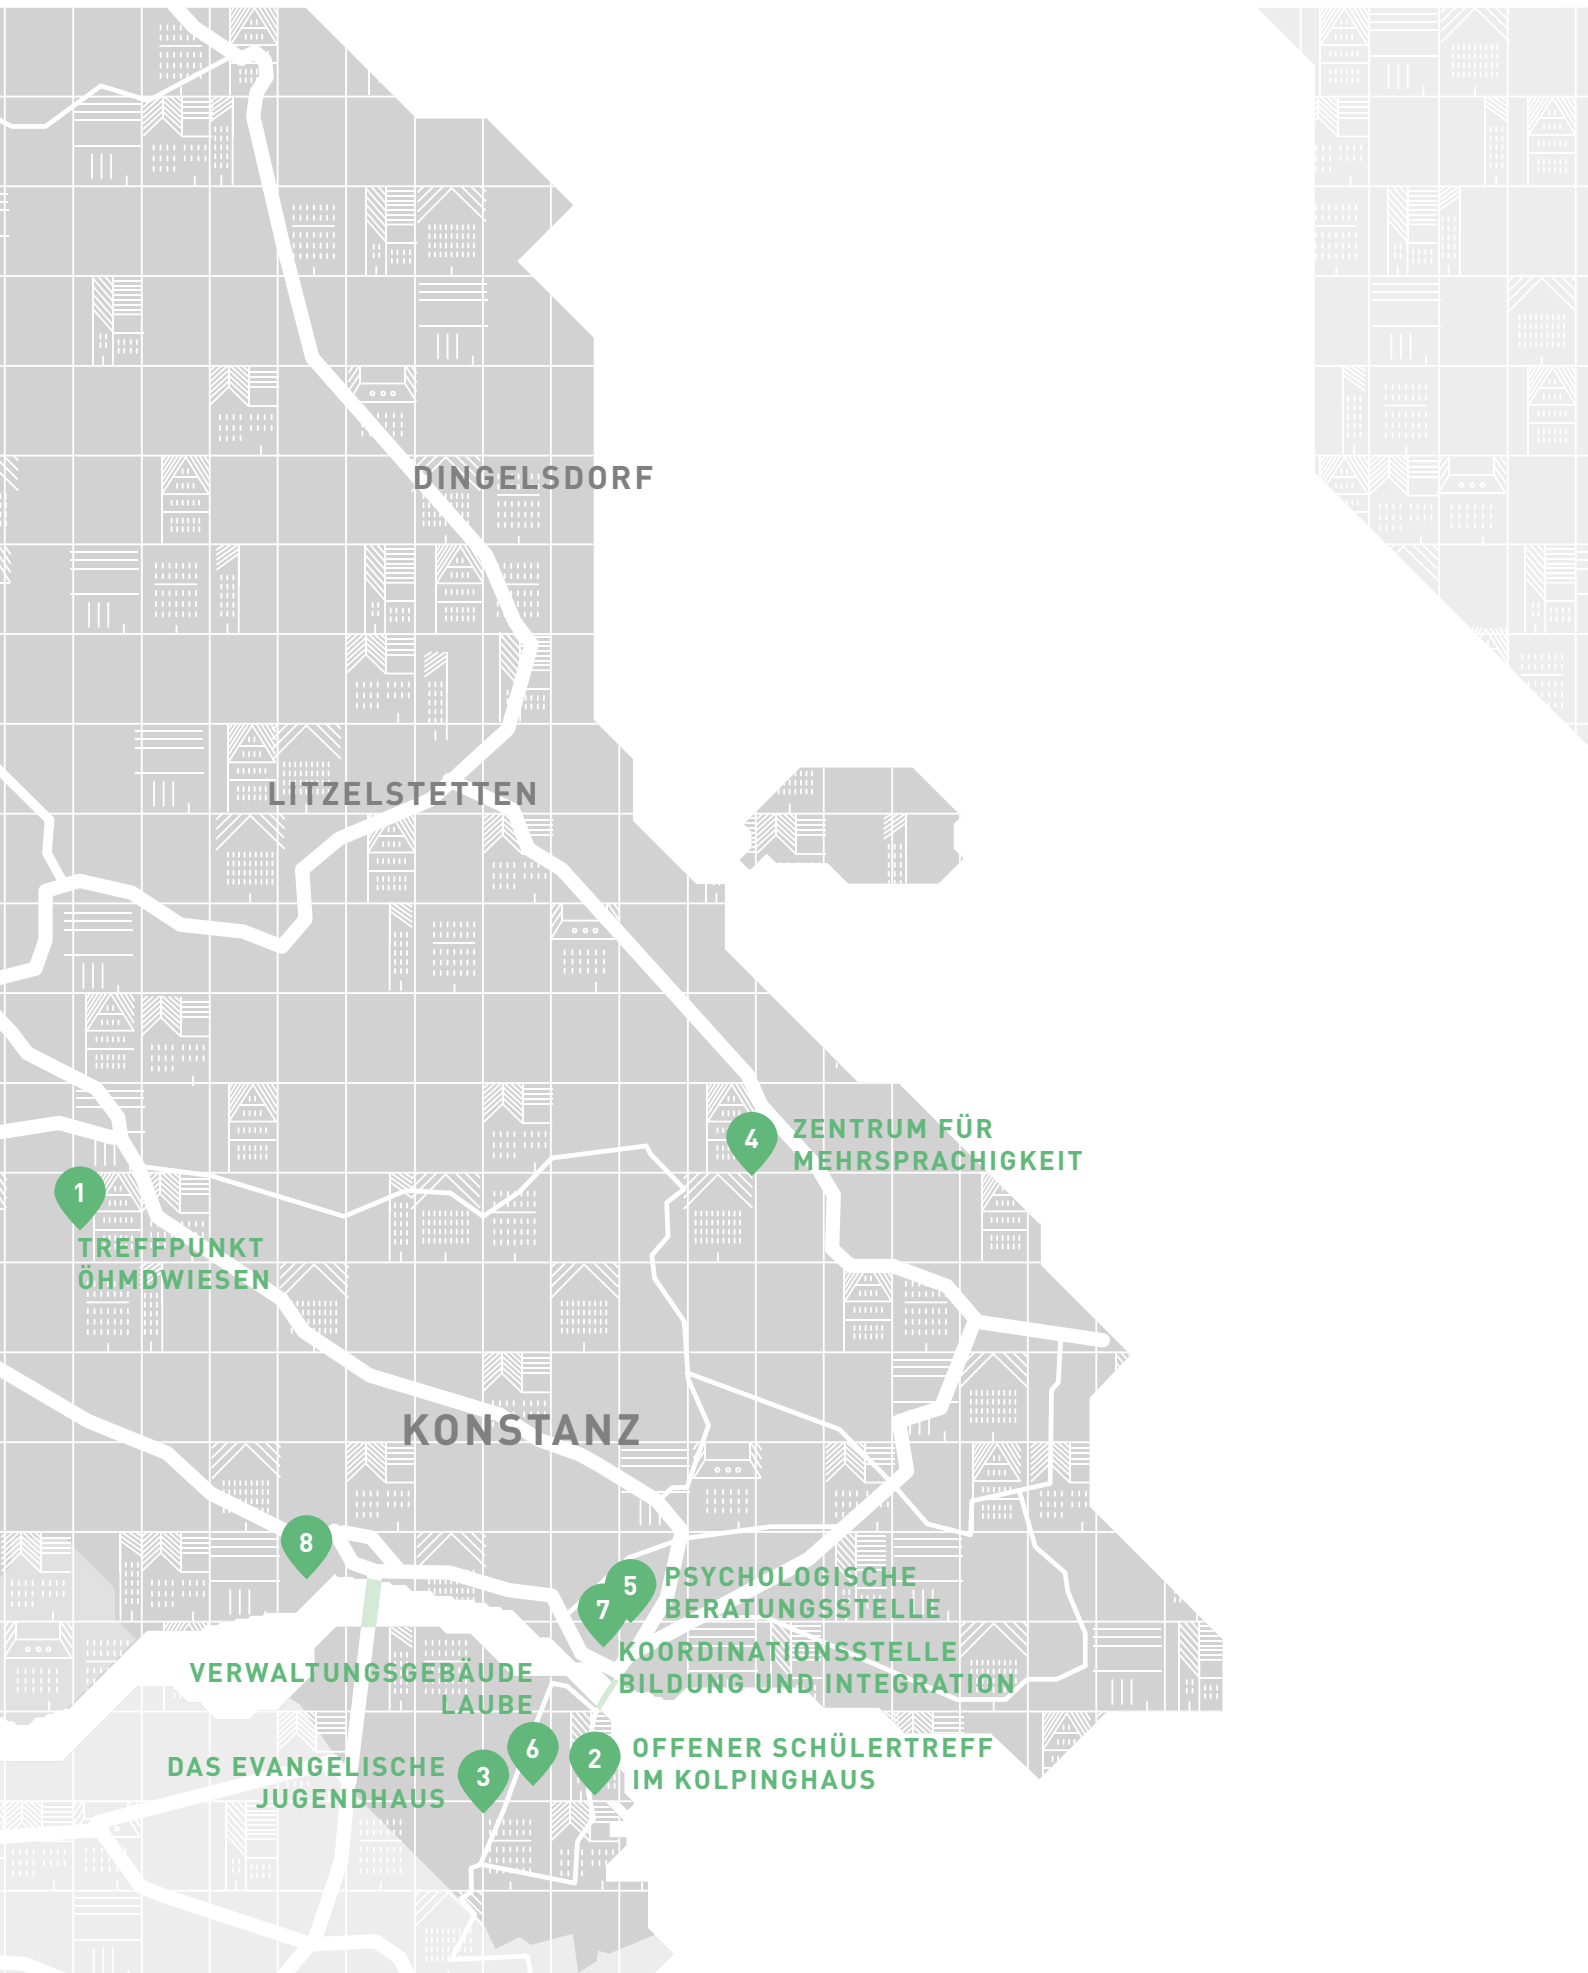 DINGELSDORF
LITZELSTETTEN
4
ZENTRUM FÜR
MEHRSPRACHIGKEIT
1
TREFFPUNKT
ÖHMDWIESEN
KONSTANZ
8
5
PSYCHOLOGISCHE
BERATUNGSSTELLE
7
KOORDINATIONSSTELLE
BILDUNG UND INTEGRATION
VERWALTUNGSGEBÄUDE
LAUBE
6
2
OFFENER SCHÜLERTREFF
IM KOLPINGHAUS
DAS EVANGELISCHE
JUGENDHAUS
3